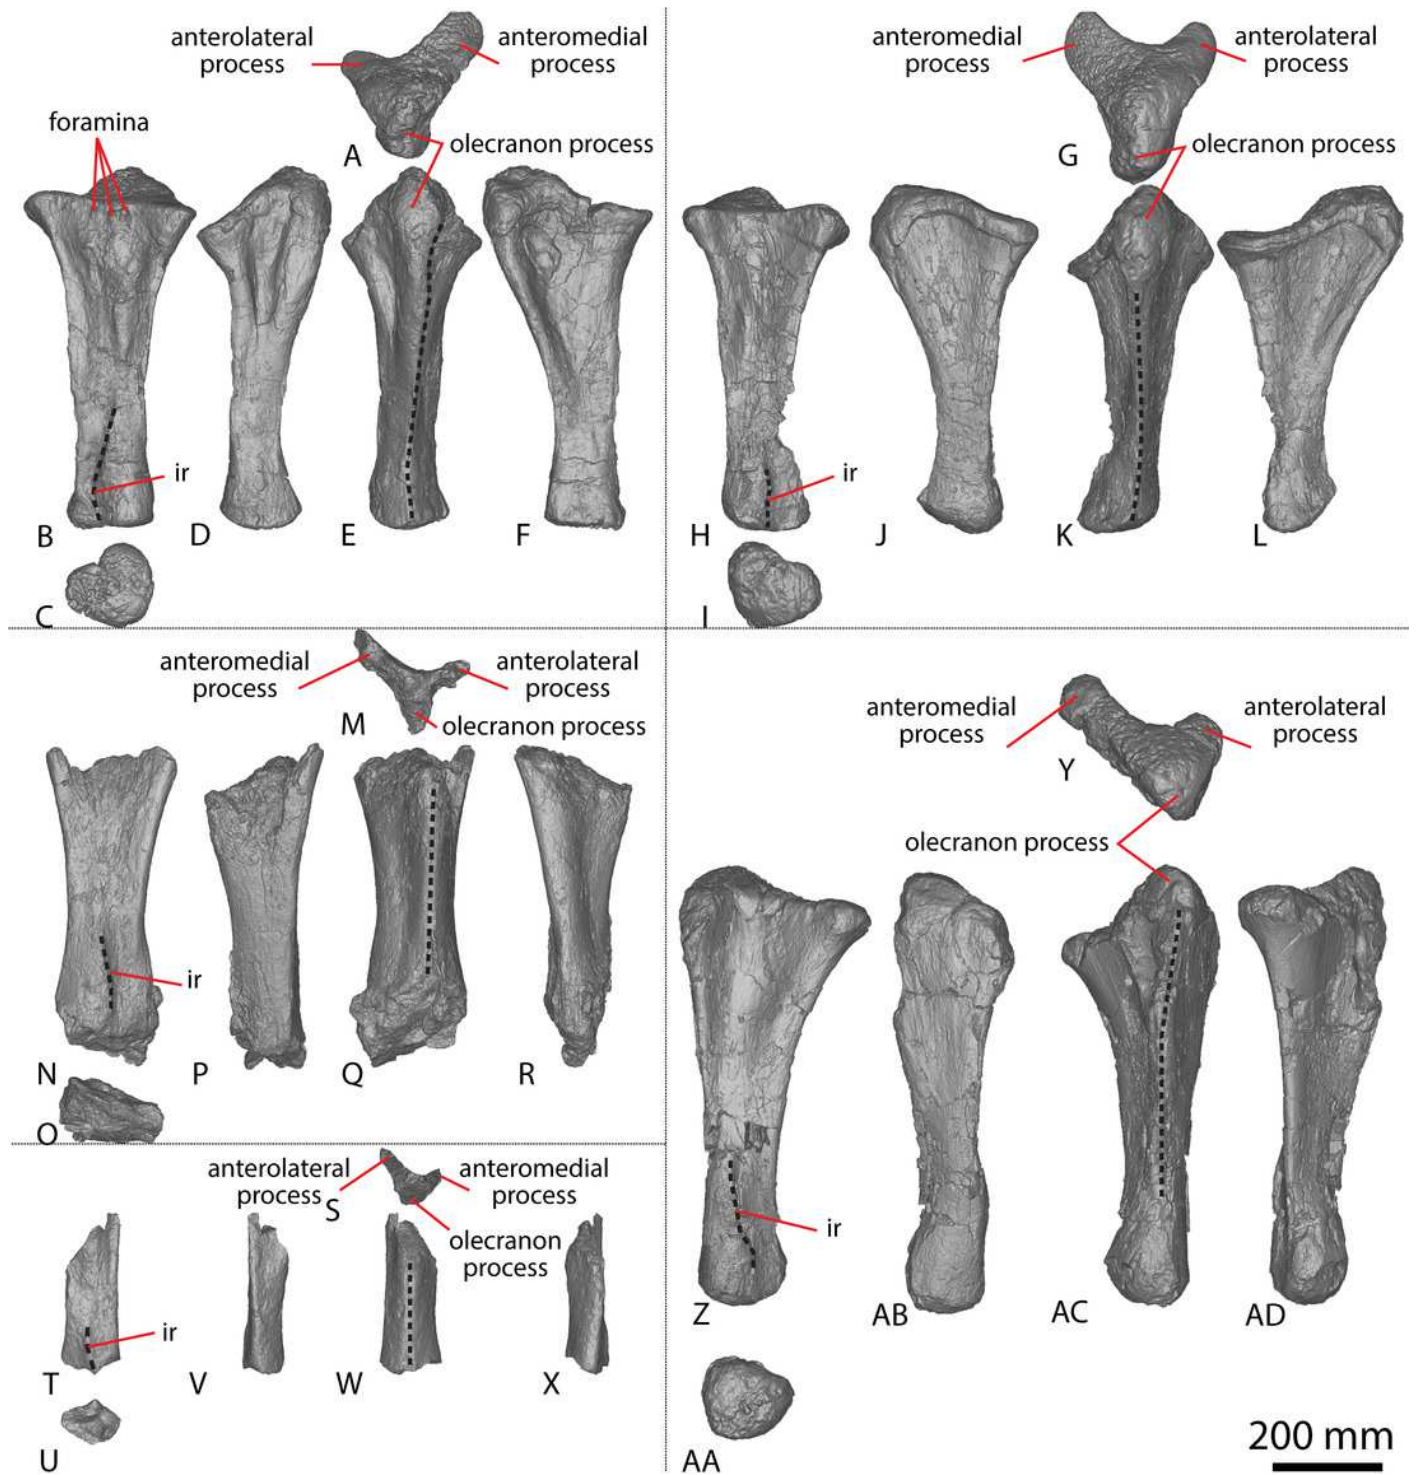 anterolateral
process
anteromedial
process
foramina
A
olecranon process
ir
B
D
E
F
C
anteromedial
process
anterolateral
process
G
olecranon process
ir
H
J
K
L
I
anteromedial
process
anterolateral
process
M
olecranon process
ir
N
P
Q
R
O
anterolateral
process
S
anteromedial
process
olecranon
process
ir
T
V
W
X
U
anteromedial
process
anterolateral
process
Y
olecranon process
ir
Z
AB
AC
AD
AA
200 mm